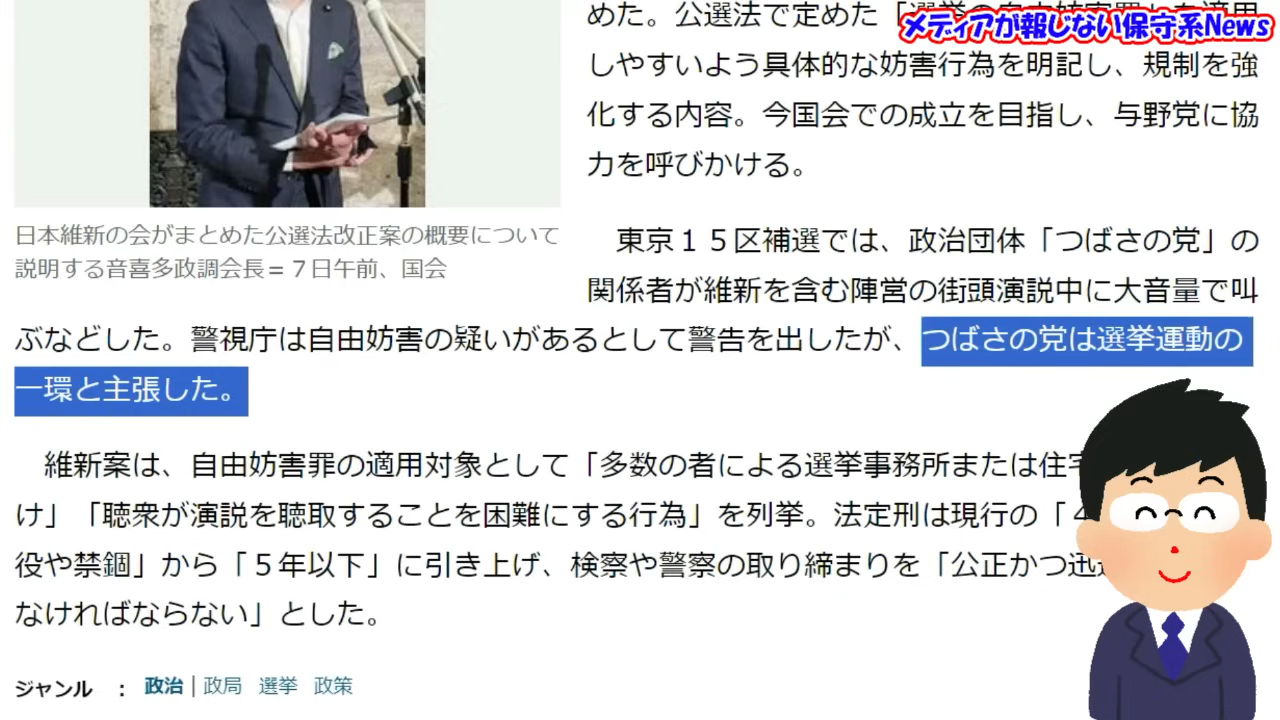 めた。公選法で定めた「選挙の自由妨害罪」を適用
メディアが報じない保守系News
しやすいよう具体的な妨害行為を明記し、規制を強
化する内容。今国会での成立を目指し、与野党に協
力を呼びかける。
日本維新の会がまとめた公選法改正案の概要について
説明する音喜多政調会長＝７日午前、国会
東京１５区補選では、政治団体「つばさの党」の
関係者が維新を含む陣営の街頭演説中に大音量で叫
ぶなどした。警視庁は自由妨害の疑いがあるとして警告を出したが、つばさの党は選挙運動の
一環と主張した。
維新案は、自由妨害罪の適用対象として「多数の者による選挙事務所または住宅
け」「聴衆が演説を聴取することを困難にする行為」を列挙。法定刑は現行の「４
役や禁錮」から「５年以下」に引き上げ、検察や警察の取り締まりを「公正かつ迅
なければならない」とした。
ジャンル ： 政治 | 政局 選挙 政策